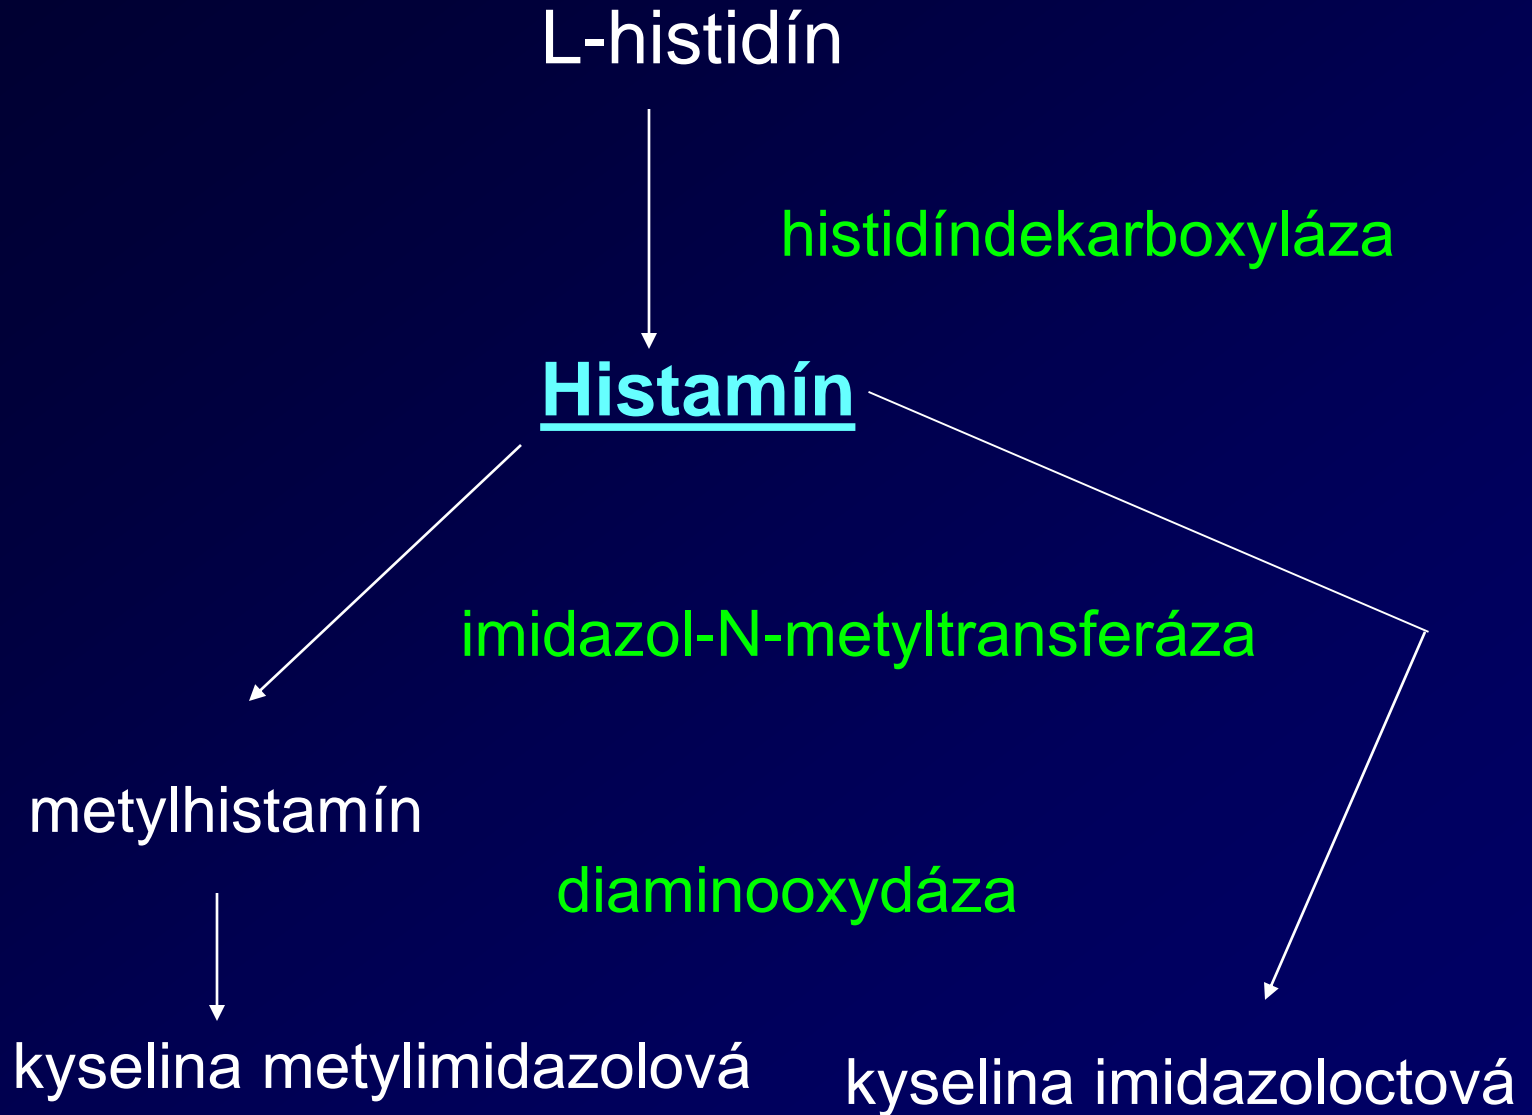 L-histidín
histidíndekarboxyláza
Histamín
imidazol-N-metyltransferáza
metylhistamín
diaminooxydáza
kyselina metylimidazolová
kyselina imidazoloctová